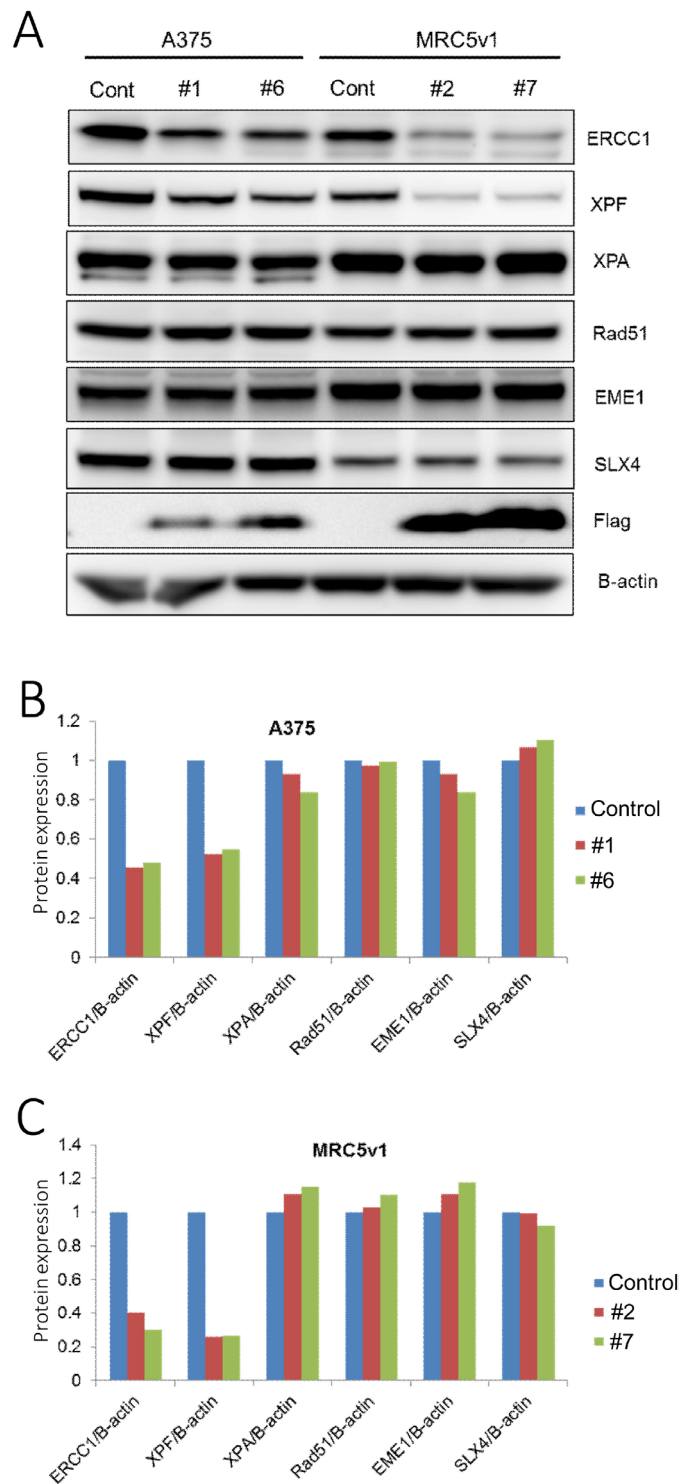 A
A375 MRC5v1
Cont #1 #6 Cont #2 #7
ERCC1
XPF
XPA
Rad51
EME1
SLX4
Flag
B-actin
B
A375
Protein expression
1.2
1
0.8
0.6
0.4
0.2
0
ERCC1/B-actin
XPF/B-actin
XPA/B-actin
Rad51/B-actin
EME1/B-actin
SLX4/B-actin
Control
#1
#6
C
MRC5v1
Protein expression
1.4
1.2
1
0.8
0.6
0.4
0.2
0
ERCC1/B-actin
XPF/B-actin
XPA/B-actin
Rad51/B-actin
EME1/B-actin
SLX4/B-actin
Control
#2
#7